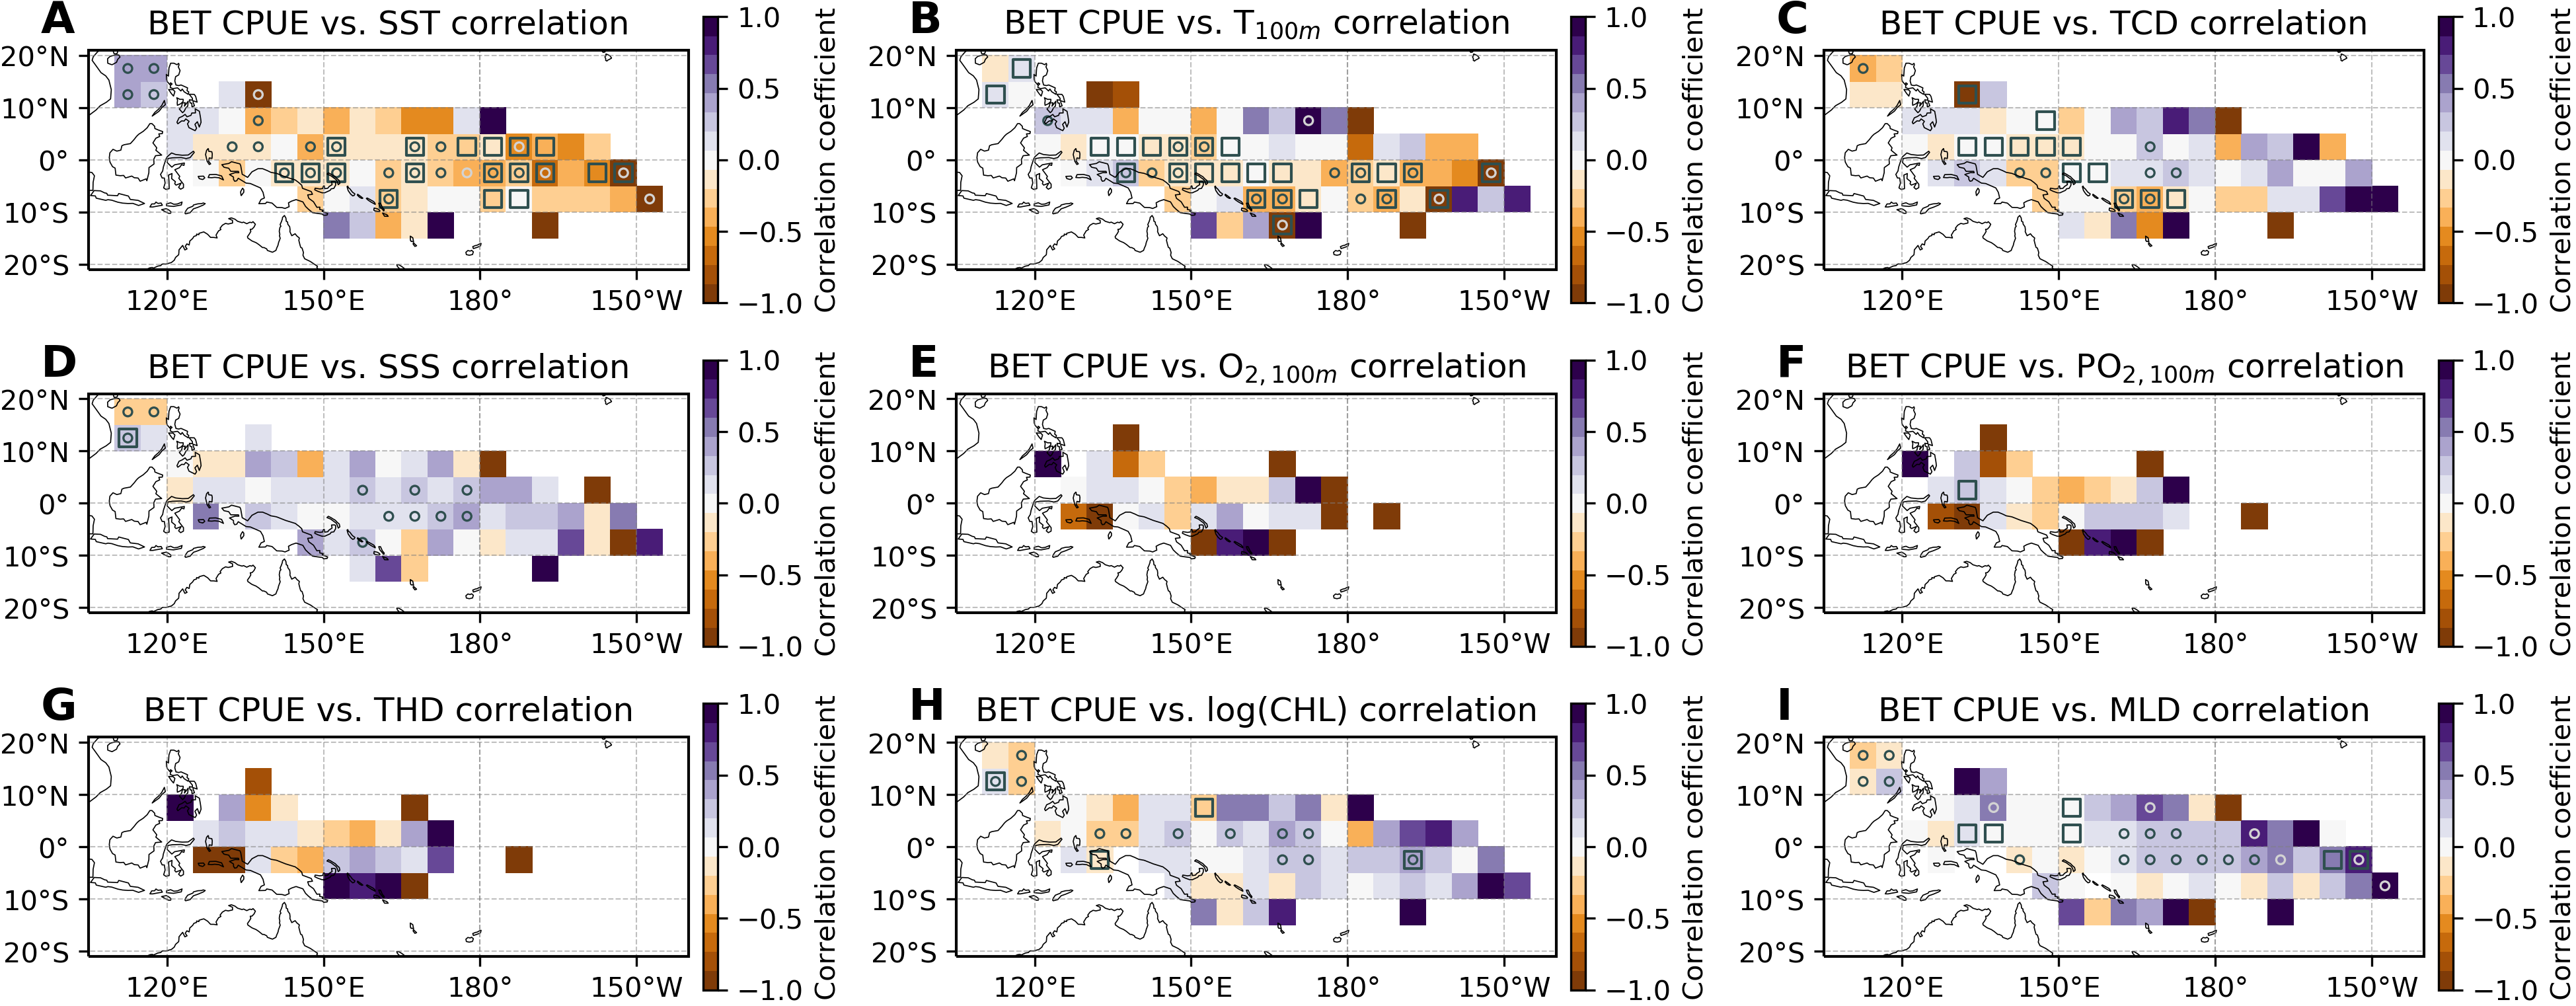 A BET CPUE vs. SST correlation
20°N
10°N
0°
10°S
20°S
120°E 150°E 180° 150°W
1.0
0.5
0.0
−0.5
−1.0
Correlation coefficient
B BET CPUE vs. T100m correlation
20°N
10°N
0°
10°S
20°S
120°E 150°E 180° 150°W
1.0
0.5
0.0
−0.5
−1.0
Correlation coefficient
C BET CPUE vs. TCD correlation
20°N
10°N
0°
10°S
20°S
120°E 150°E 180° 150°W
1.0
0.5
0.0
−0.5
−1.0
Correlation coefficient
D BET CPUE vs. SSS correlation
20°N
10°N
0°
10°S
20°S
120°E 150°E 180° 150°W
1.0
0.5
0.0
−0.5
−1.0
Correlation coefficient
E BET CPUE vs. O2, 100m correlation
20°N
10°N
0°
10°S
20°S
120°E 150°E 180° 150°W
1.0
0.5
0.0
−0.5
−1.0
Correlation coefficient
F BET CPUE vs. PO2, 100m correlation
20°N
10°N
0°
10°S
20°S
120°E 150°E 180° 150°W
1.0
0.5
0.0
−0.5
−1.0
Correlation coefficient
G BET CPUE vs. THD correlation
20°N
10°N
0°
10°S
20°S
120°E 150°E 180° 150°W
1.0
0.5
0.0
−0.5
−1.0
Correlation coefficient
H BET CPUE vs. log(CHL) correlation
20°N
10°N
0°
10°S
20°S
120°E 150°E 180° 150°W
1.0
0.5
0.0
−0.5
−1.0
Correlation coefficient
I BET CPUE vs. MLD correlation
20°N
10°N
0°
10°S
20°S
120°E 150°E 180° 150°W
1.0
0.5
0.0
−0.5
−1.0
Correlation coefficient